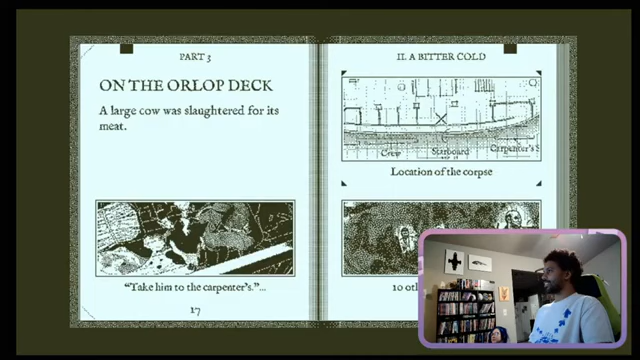 PART 3
ON THE ORLOP DECK
A large cow was slaughtered for its
meat.
"Take him to the carpenter's."...
17
II. A BITTER COLD
Crew
Starboard
Carpenter's S
Location of the corpse
10 oth